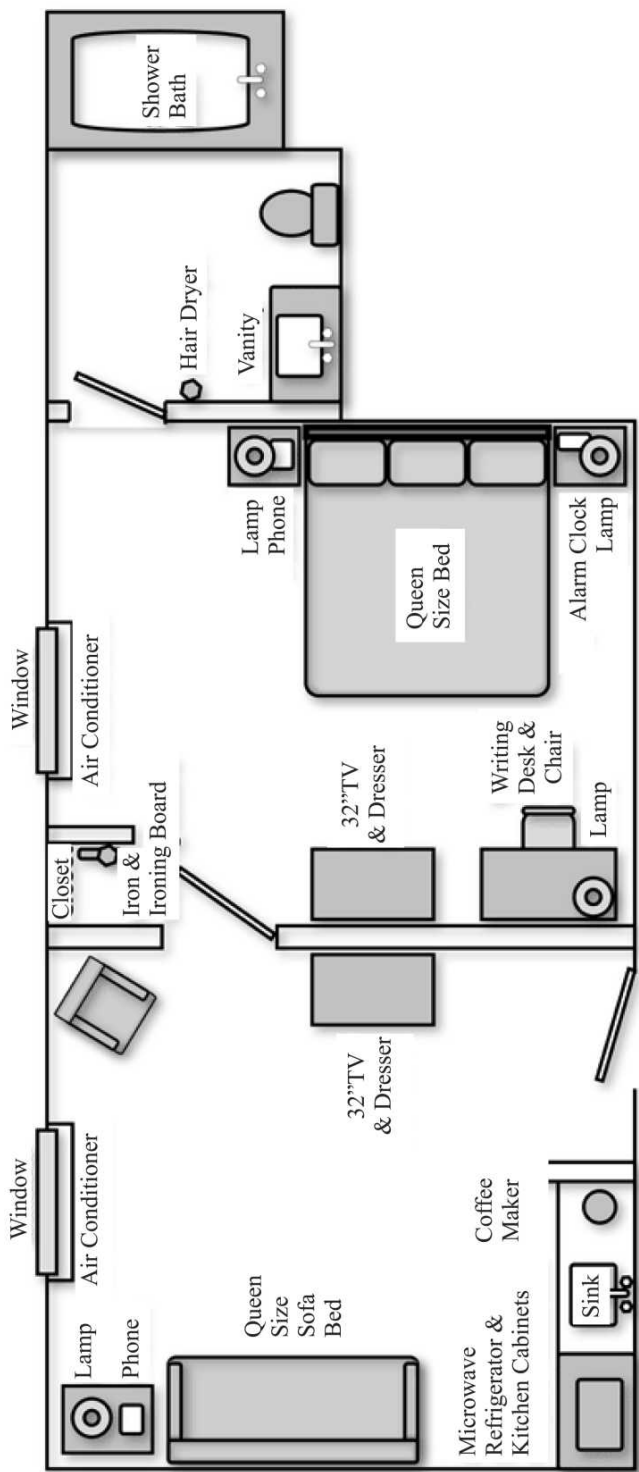 Window
Air Conditioner
Lamp
Phone
Queen
Size
Sofa
Bed
Microwave
Refrigerator &
Kitchen Cabinets
Sink
Coffee
Maker
32”TV
& Dresser
Closet
Iron &
Ironing Board
Window
Air Conditioner
32”TV
& Dresser
Writing
Desk &
Chair
Lamp
Lamp
Phone
Queen
Size Bed
Alarm Clock
Lamp
Hair Dryer
Vanity
Shower
Bath